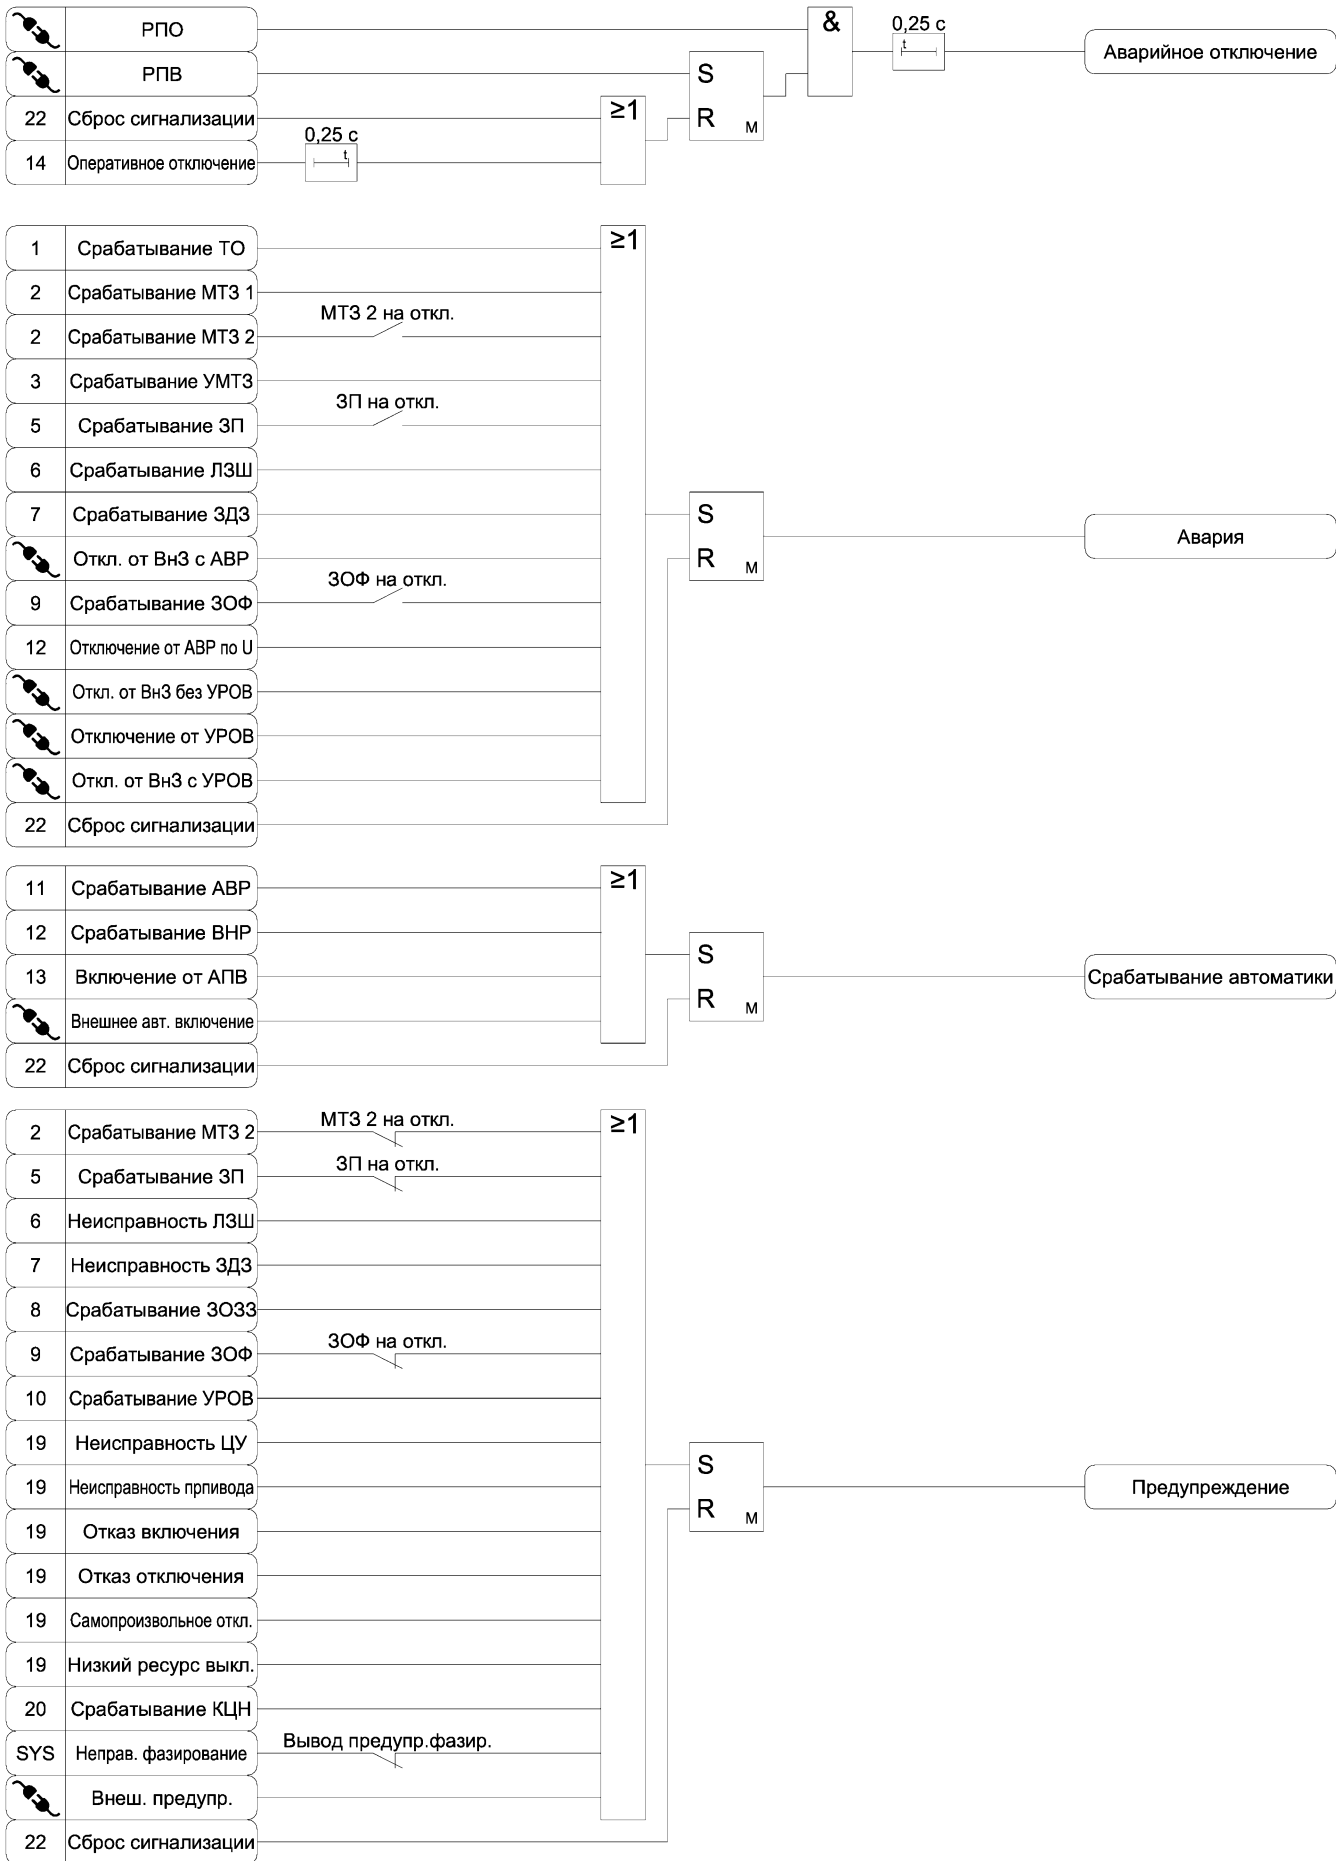 РПО
&
0,25 с
t
Аварийное отключение
РПВ
S
22 Сброс сигнализации
≥1
R
М
14 Оперативное отключение
0,25 с
t
1 Срабатывание ТО
≥1
2 Срабатывание МТЗ 1
МТЗ 2 на откл.
2 Срабатывание МТЗ 2
3 Срабатывание УМТЗ
ЗП на откл.
5 Срабатывание ЗП
6 Срабатывание ЛЗШ
7 Срабатывание ЗДЗ
S
Авария
Откл. от ВнЗ с АВР
R
М
ЗОФ на откл.
9 Срабатывание ЗОФ
12 Отключение от АВР по U
Откл. от ВнЗ без УРОВ
Отключение от УРОВ
Откл. от ВнЗ с УРОВ
22 Сброс сигнализации
11 Срабатывание АВР
≥1
12 Срабатывание ВНР
S
13 Включение от АПВ
Срабатывание автоматики
R
М
Внешнее авт. включение
22 Сброс сигнализации
МТЗ 2 на откл.
≥1
2 Срабатывание МТЗ 2
ЗП на откл.
5 Срабатывание ЗП
6 Неисправность ЛЗШ
7 Неисправность ЗДЗ
8 Срабатывание ЗОЗЗ
ЗОФ на откл.
9 Срабатывание ЗОФ
10 Срабатывание УРОВ
19 Неисправность ЦУ
S
19 Неисправность прпивода
Предупреждение
R
М
19 Отказ включения
19 Отказ отключения
19 Самопроизвольное откл.
19 Низкий ресурс выкл.
20 Срабатывание КЦН
Вывод предупр.фазир.
SYS Неправ. фазирование
Внеш. предупр.
22 Сброс сигнализации